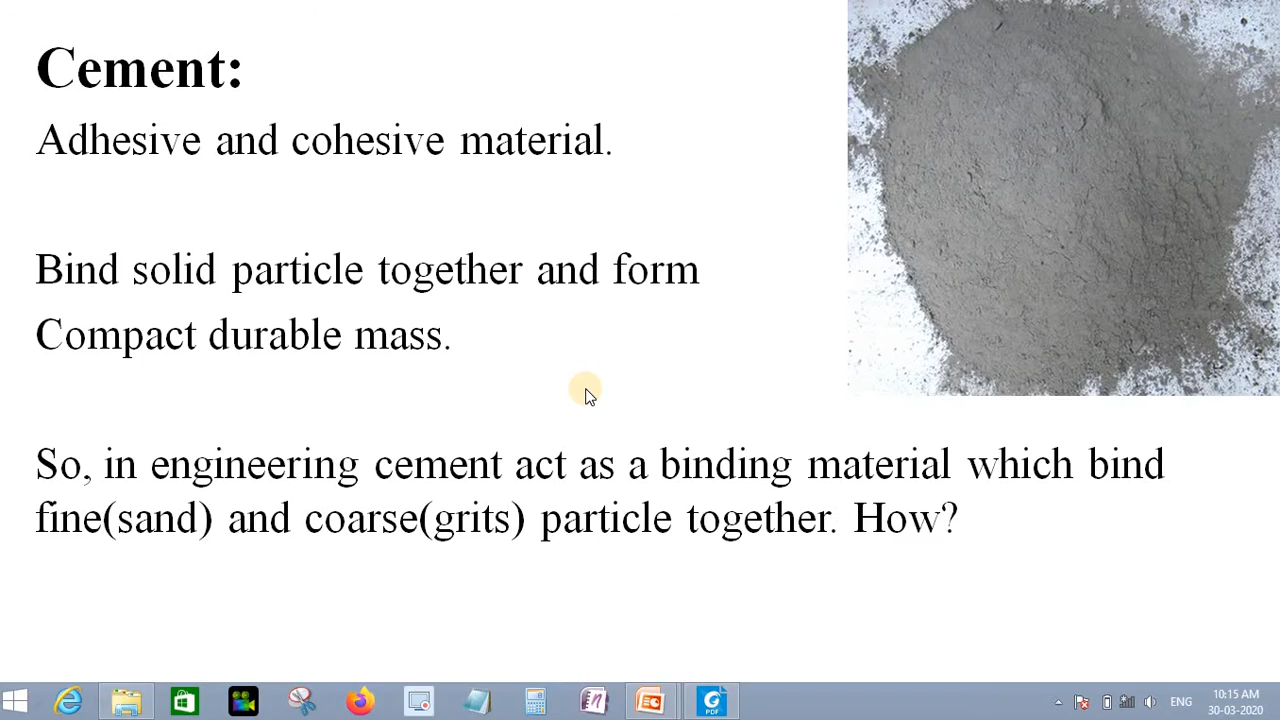 Cement:
Adhesive and cohesive material.
Bind solid particle together and form
Compact durable mass.
So, in engineering cement act as a binding material which bind
fine(sand) and coarse(grits) particle together. How?
PDF
ENG
10:15 AM
30-03-2020